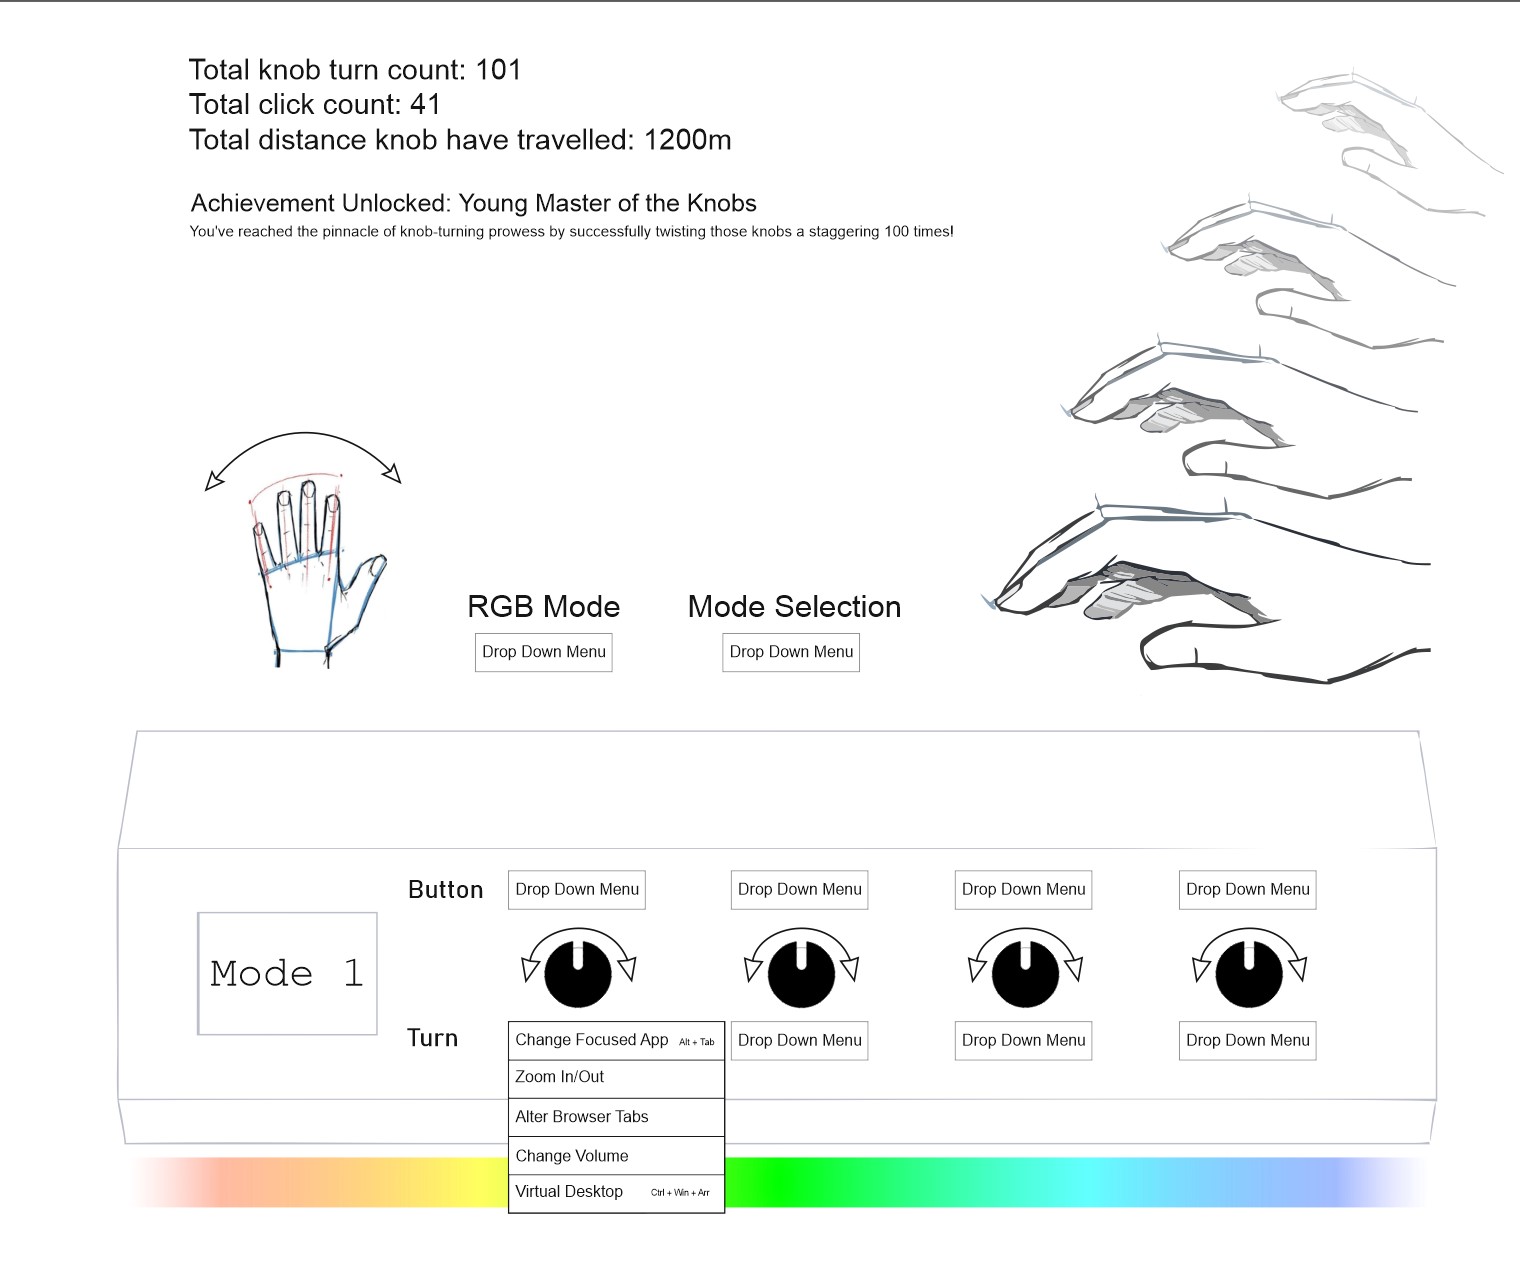 Total knob turn count: 101
Total click count: 41
Total distance knob have travelled: 1200m
Achievement Unlocked: Young Master of the Knobs
You've reached the pinnacle of knob-turning prowess by successfully twisting those knobs a staggering 100 times!
RGB Mode Mode Selection
Drop Down Menu Drop Down Menu
Button Drop Down Menu Drop Down Menu Drop Down Menu Drop Down Menu
Mode 1
Turn Change Focused App Alt + Tab Drop Down Menu Drop Down Menu Drop Down Menu
Zoom In/Out
Alter Browser Tabs
Change Volume
Virtual Desktop Ctrl + Win + Arr